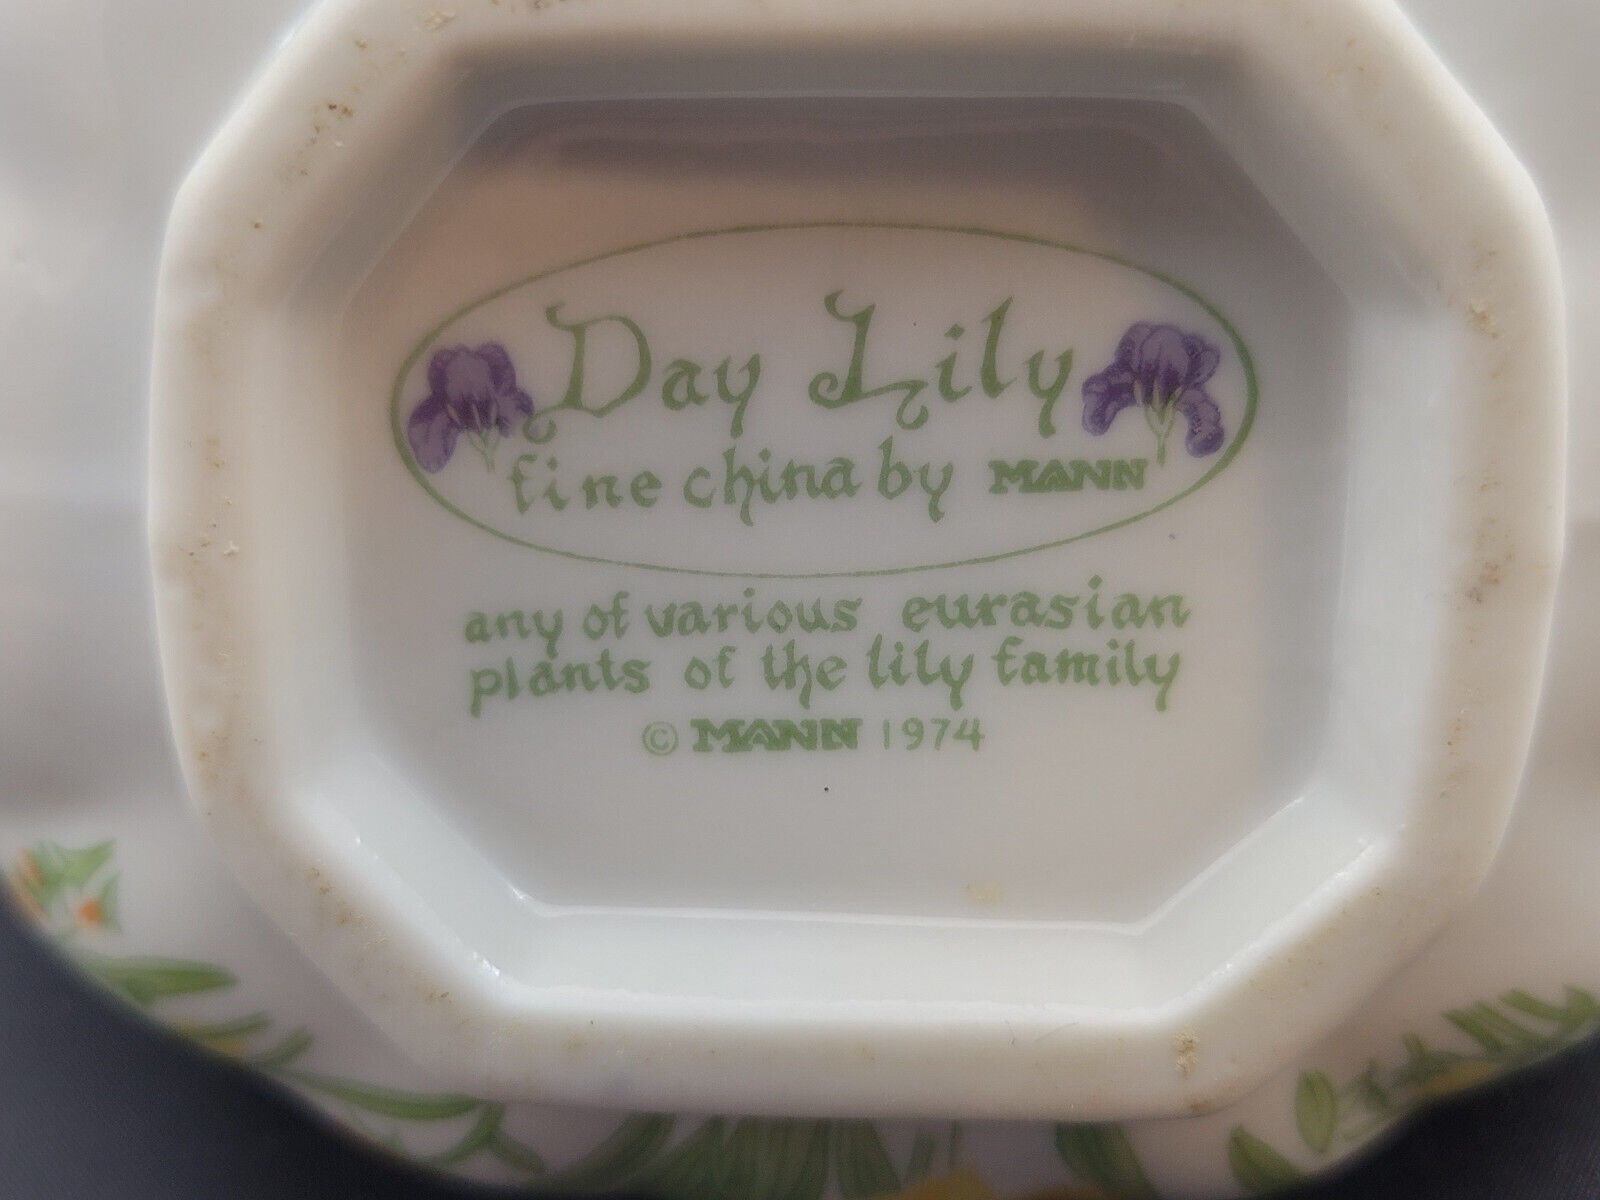 Day Lily
fine china by MANN
any of various eurasian
plants of the lily family
© MANN 1974